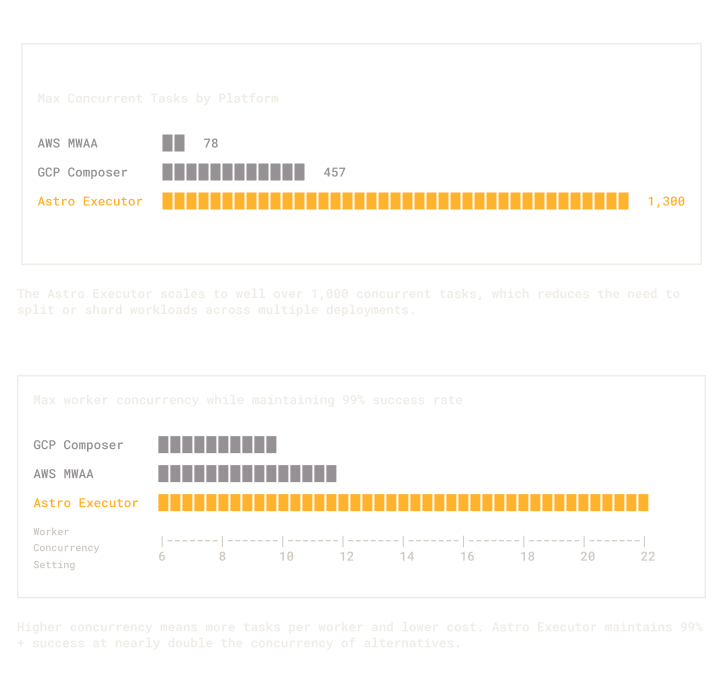 Max Concurrent Tasks by Platform
AWS MWAA 78
GCP Composer 457
Astro Executor 1,300
The Astro Executor scales to well over 1,000 concurrent tasks, which reduces the need to
split or shard workloads across multiple deployments.
Max worker concurrency while maintaining 99% success rate
GCP Composer
AWS MWAA
Astro Executor
Worker
Concurrency
Setting
6 8 10 12 14 16 18 20 22
Higher concurrency means more tasks per worker and lower cost. Astro Executor maintains 99%
+ success at nearly double the concurrency of alternatives.